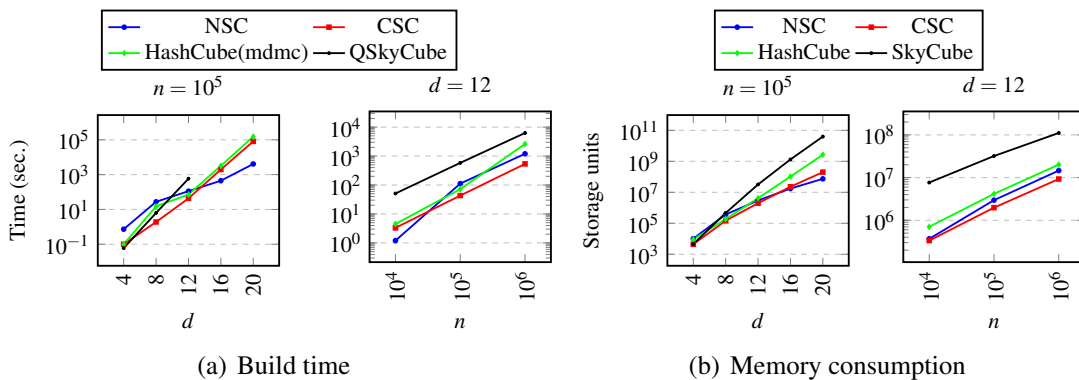 NSC CSC
HashCube(mdmc) QSkyCube
n = 10^5
d = 12
Time (sec.)
10^5
10^3
10^1
10^−1
4 8 12 16 20
d
10^4
10^3
10^2
10^1
10^0
10^4 10^5 10^6
n
(a) Build time
NSC CSC
HashCube SkyCube
n = 10^5
d = 12
Storage units
10^11
10^9
10^7
10^5
10^3
4 8 12 16 20
d
10^8
10^7
10^6
10^4 10^5 10^6
n
(b) Memory consumption